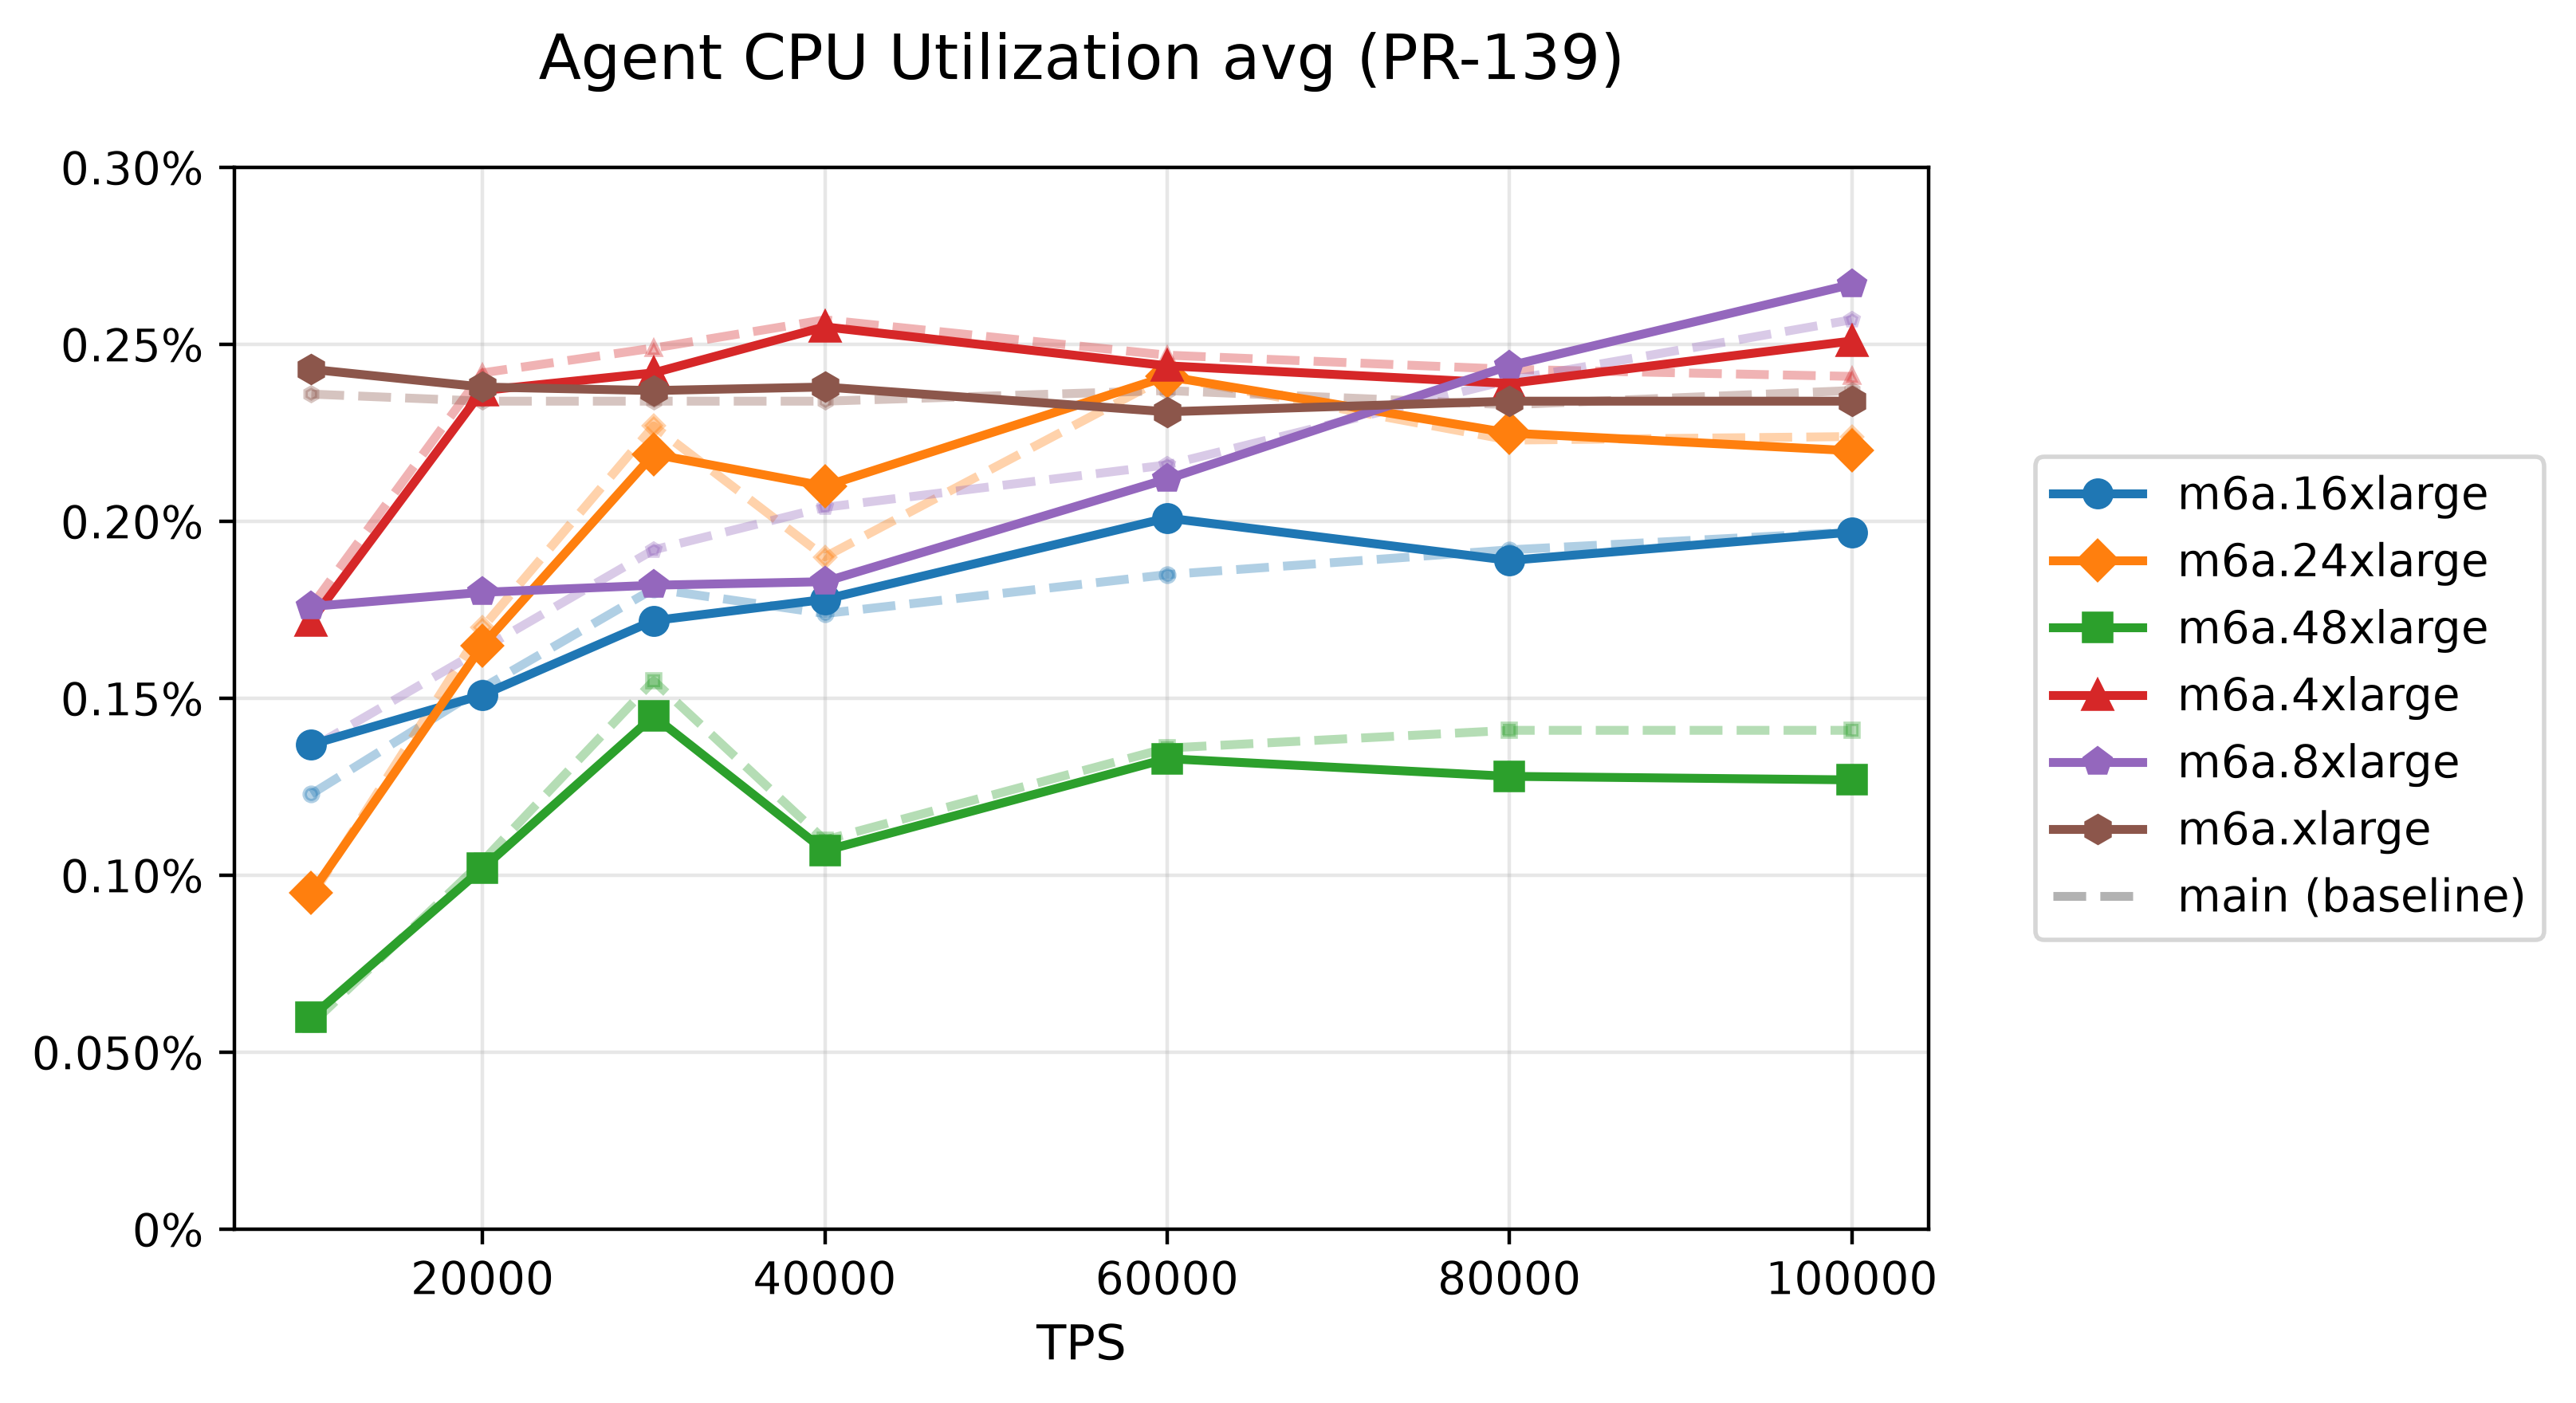 Agent CPU Utilization avg (PR-139)
0.30%
0.25%
0.20%
0.15%
0.10%
0.050%
0%
20000 40000 60000 80000 100000
TPS
m6a.16xlarge
m6a.24xlarge
m6a.48xlarge
m6a.4xlarge
m6a.8xlarge
m6a.xlarge
main (baseline)